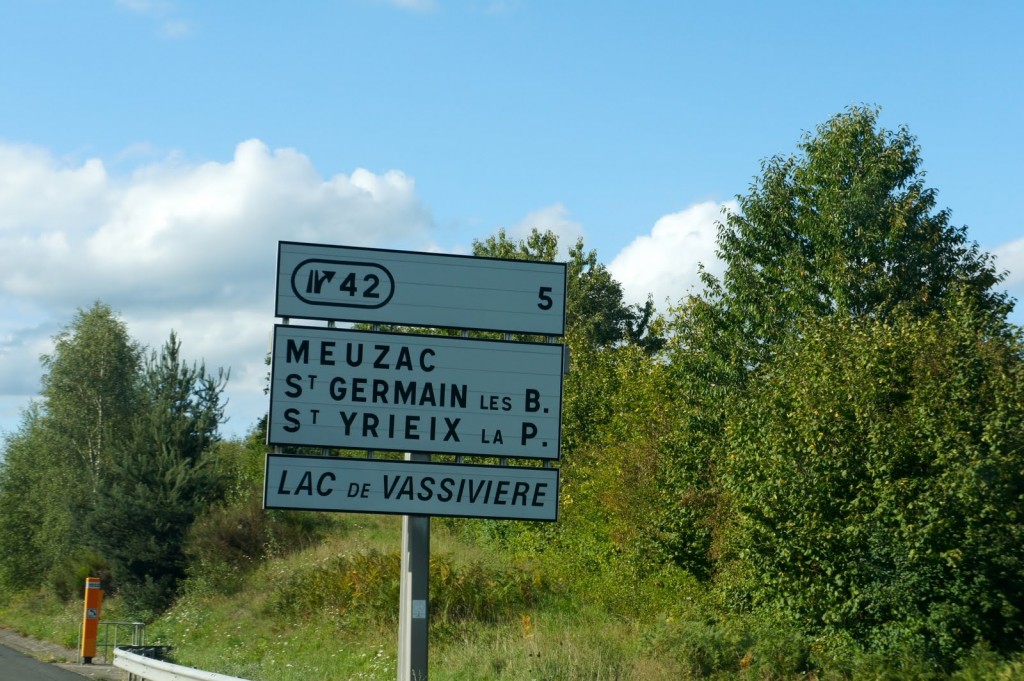 42 5
MEUZAC
ST GERMAIN LES B.
ST YRIEIX LA P.
LAC DE VASSIVIERE